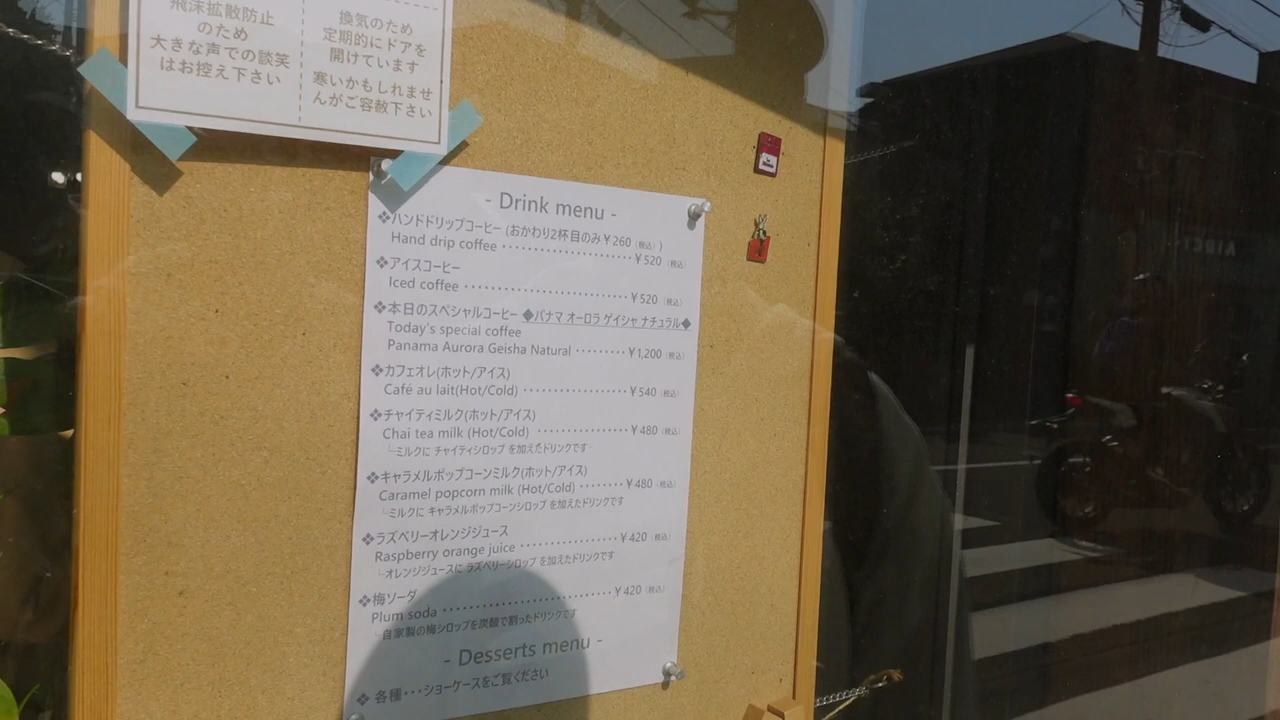 飛沫拡散防止
のため
大きな声での談笑
はお控え下さい
換気のため
定期的にドアを
開けています
寒いかもしれませ
んがご容赦下さい
- Drink menu -
❖ハンドドリップコーヒー (おかわり2杯目のみ¥260 (税込) )
Hand drip coffee ･････････････････････¥520 (税込)
❖アイスコーヒー
Iced coffee ･････････････････････････¥520 (税込)
❖本日のスペシャルコーヒー ◆パナマ オーロラ ゲイシャ ナチュラル◆
Today's special coffee
Panama Aurora Geisha Natural ･････････¥1,200 (税込)
❖カフェオレ(ホット/アイス)
Café au lait(Hot/Cold) ････････････････¥540 (税込)
❖チャイティミルク(ホット/アイス)
Chai tea milk (Hot/Cold) ･･････････････¥480 (税込)
└ミルクに チャイティシロップ を加えたドリンクです
❖キャラメルポップコーンミルク(ホット/アイス)
Caramel popcorn milk (Hot/Cold) ･･･････¥480 (税込)
└ミルクに キャラメルポップコーンシロップ を加えたドリンクです
❖ラズベリーオレンジジュース
Raspberry orange juice ･･･････････････¥420 (税込)
└オレンジジュースに ラズベリーシロップ を加えたドリンクです
❖梅ソーダ
Plum soda ･･････････････････････････¥420 (税込)
└自家製の梅シロップを炭酸で割ったドリンクです
- Desserts menu -
❖ 各種･･･ショーケースをご覧ください